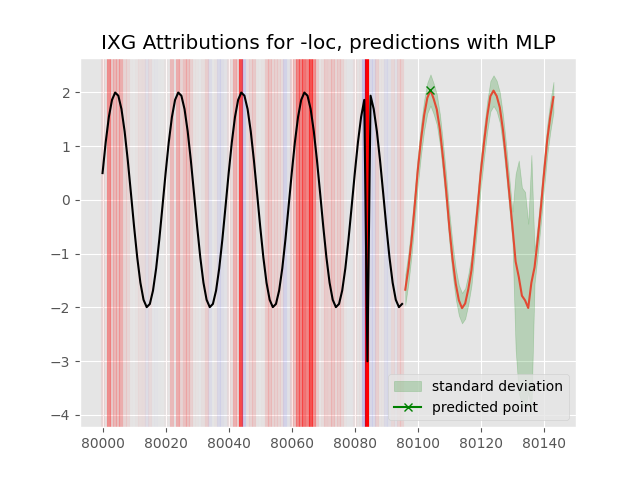 IXG Attributions for -loc, predictions with MLP
2
1
0
−1
−2
−3
−4
standard deviation
predicted point
80000 80020 80040 80060 80080 80100 80120 80140